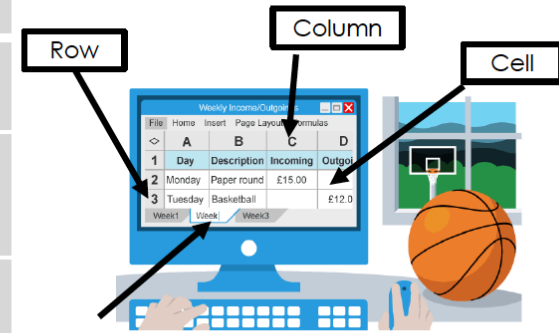 Column
Row
Cell
Weekly Income/Outgoings
File Home Insert Page Layout Formulas
A B C D
1 Day Description Incoming Outgoi
2 Monday Paper round £15.00
3 Tuesday Basketball £12.0
Week1 Week Week3